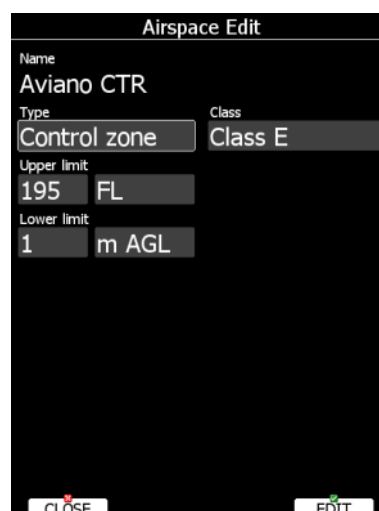 Airspace Edit
Name
Aviano CTR
Type Class
Control zone Class E
Upper limit
195 FL
Lower limit
1 m AGL
CLOSE EDIT